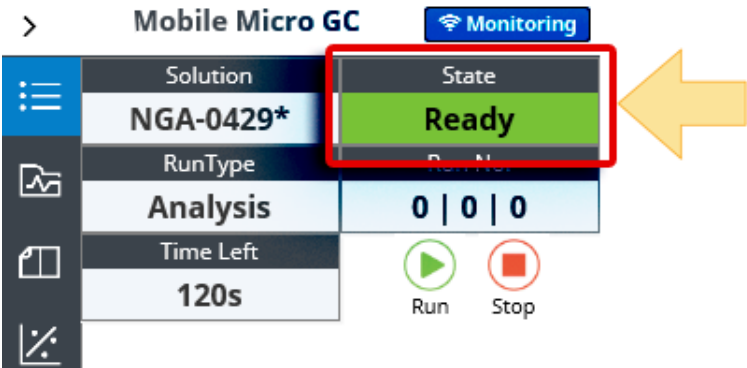 Mobile Micro GC Monitoring
Solution State
NGA-0429* Ready
RunType
Analysis 0 | 0 | 0
Time Left
120s
Run Stop